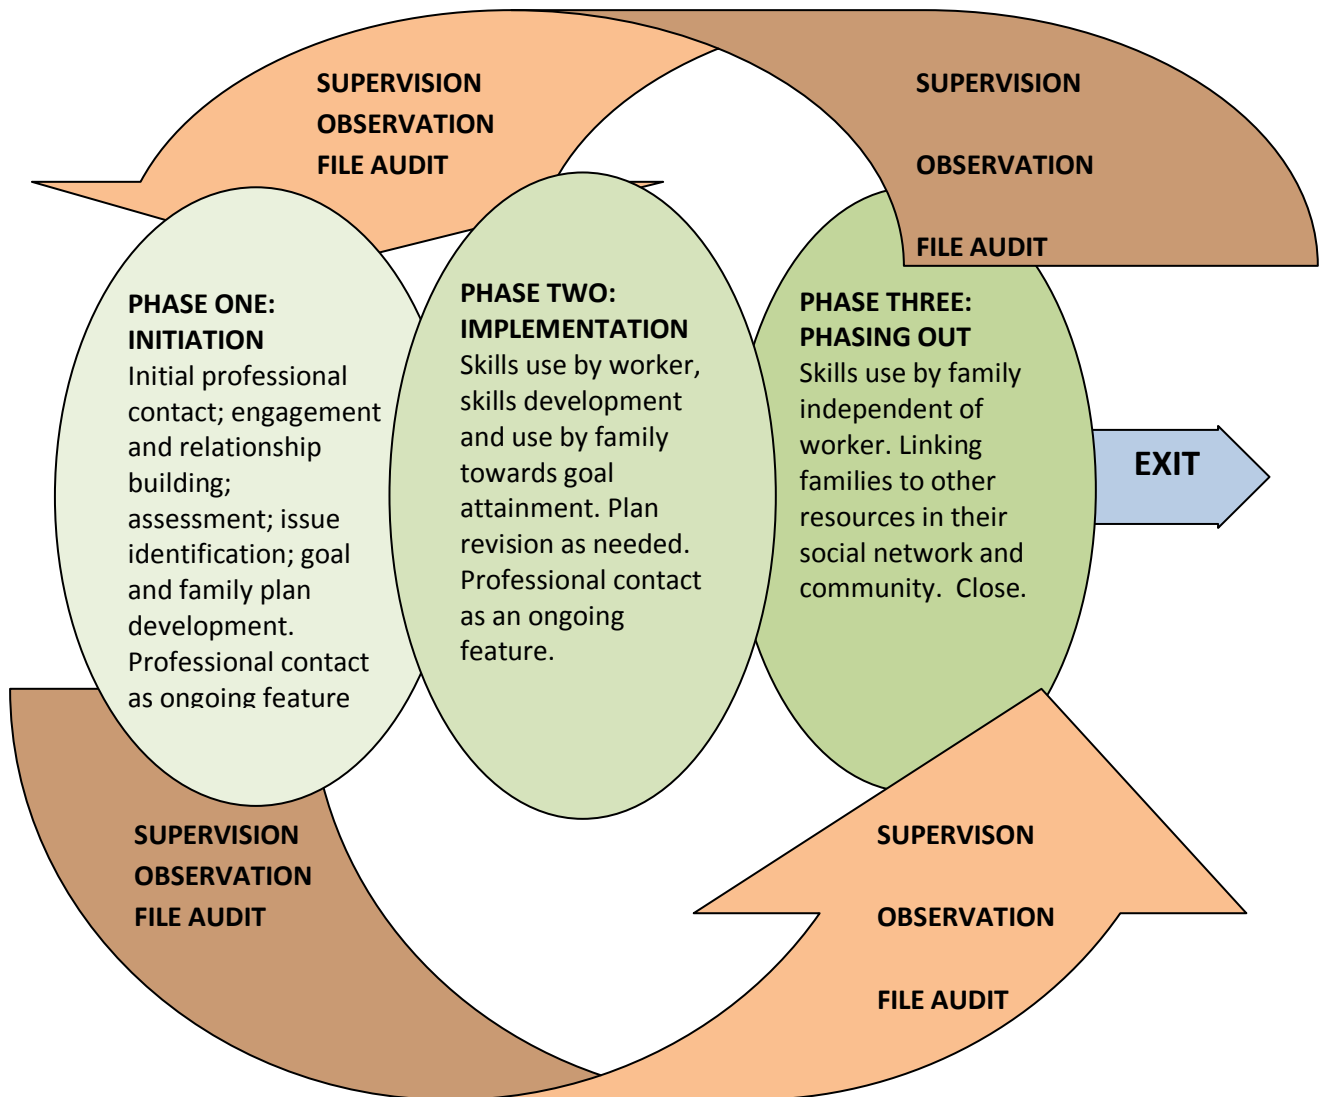 SUPERVISION
OBSERVATION
FILE AUDIT
SUPERVISION
OBSERVATION
FILE AUDIT
PHASE ONE:
INITIATION
Initial professional
contact; engagement
and relationship
building;
assessment; issue
identification; goal
and family plan
development.
Professional contact
as ongoing feature
PHASE TWO:
IMPLEMENTATION
Skills use by worker,
skills development
and use by family
towards goal
attainment. Plan
revision as needed.
Professional contact
as an ongoing
feature.
PHASE THREE:
PHASING OUT
Skills use by family
independent of
worker. Linking
families to other
resources in their
social network and
community.  Close.
EXIT
SUPERVISION
OBSERVATION
FILE AUDIT
SUPERVISON
OBSERVATION
FILE AUDIT